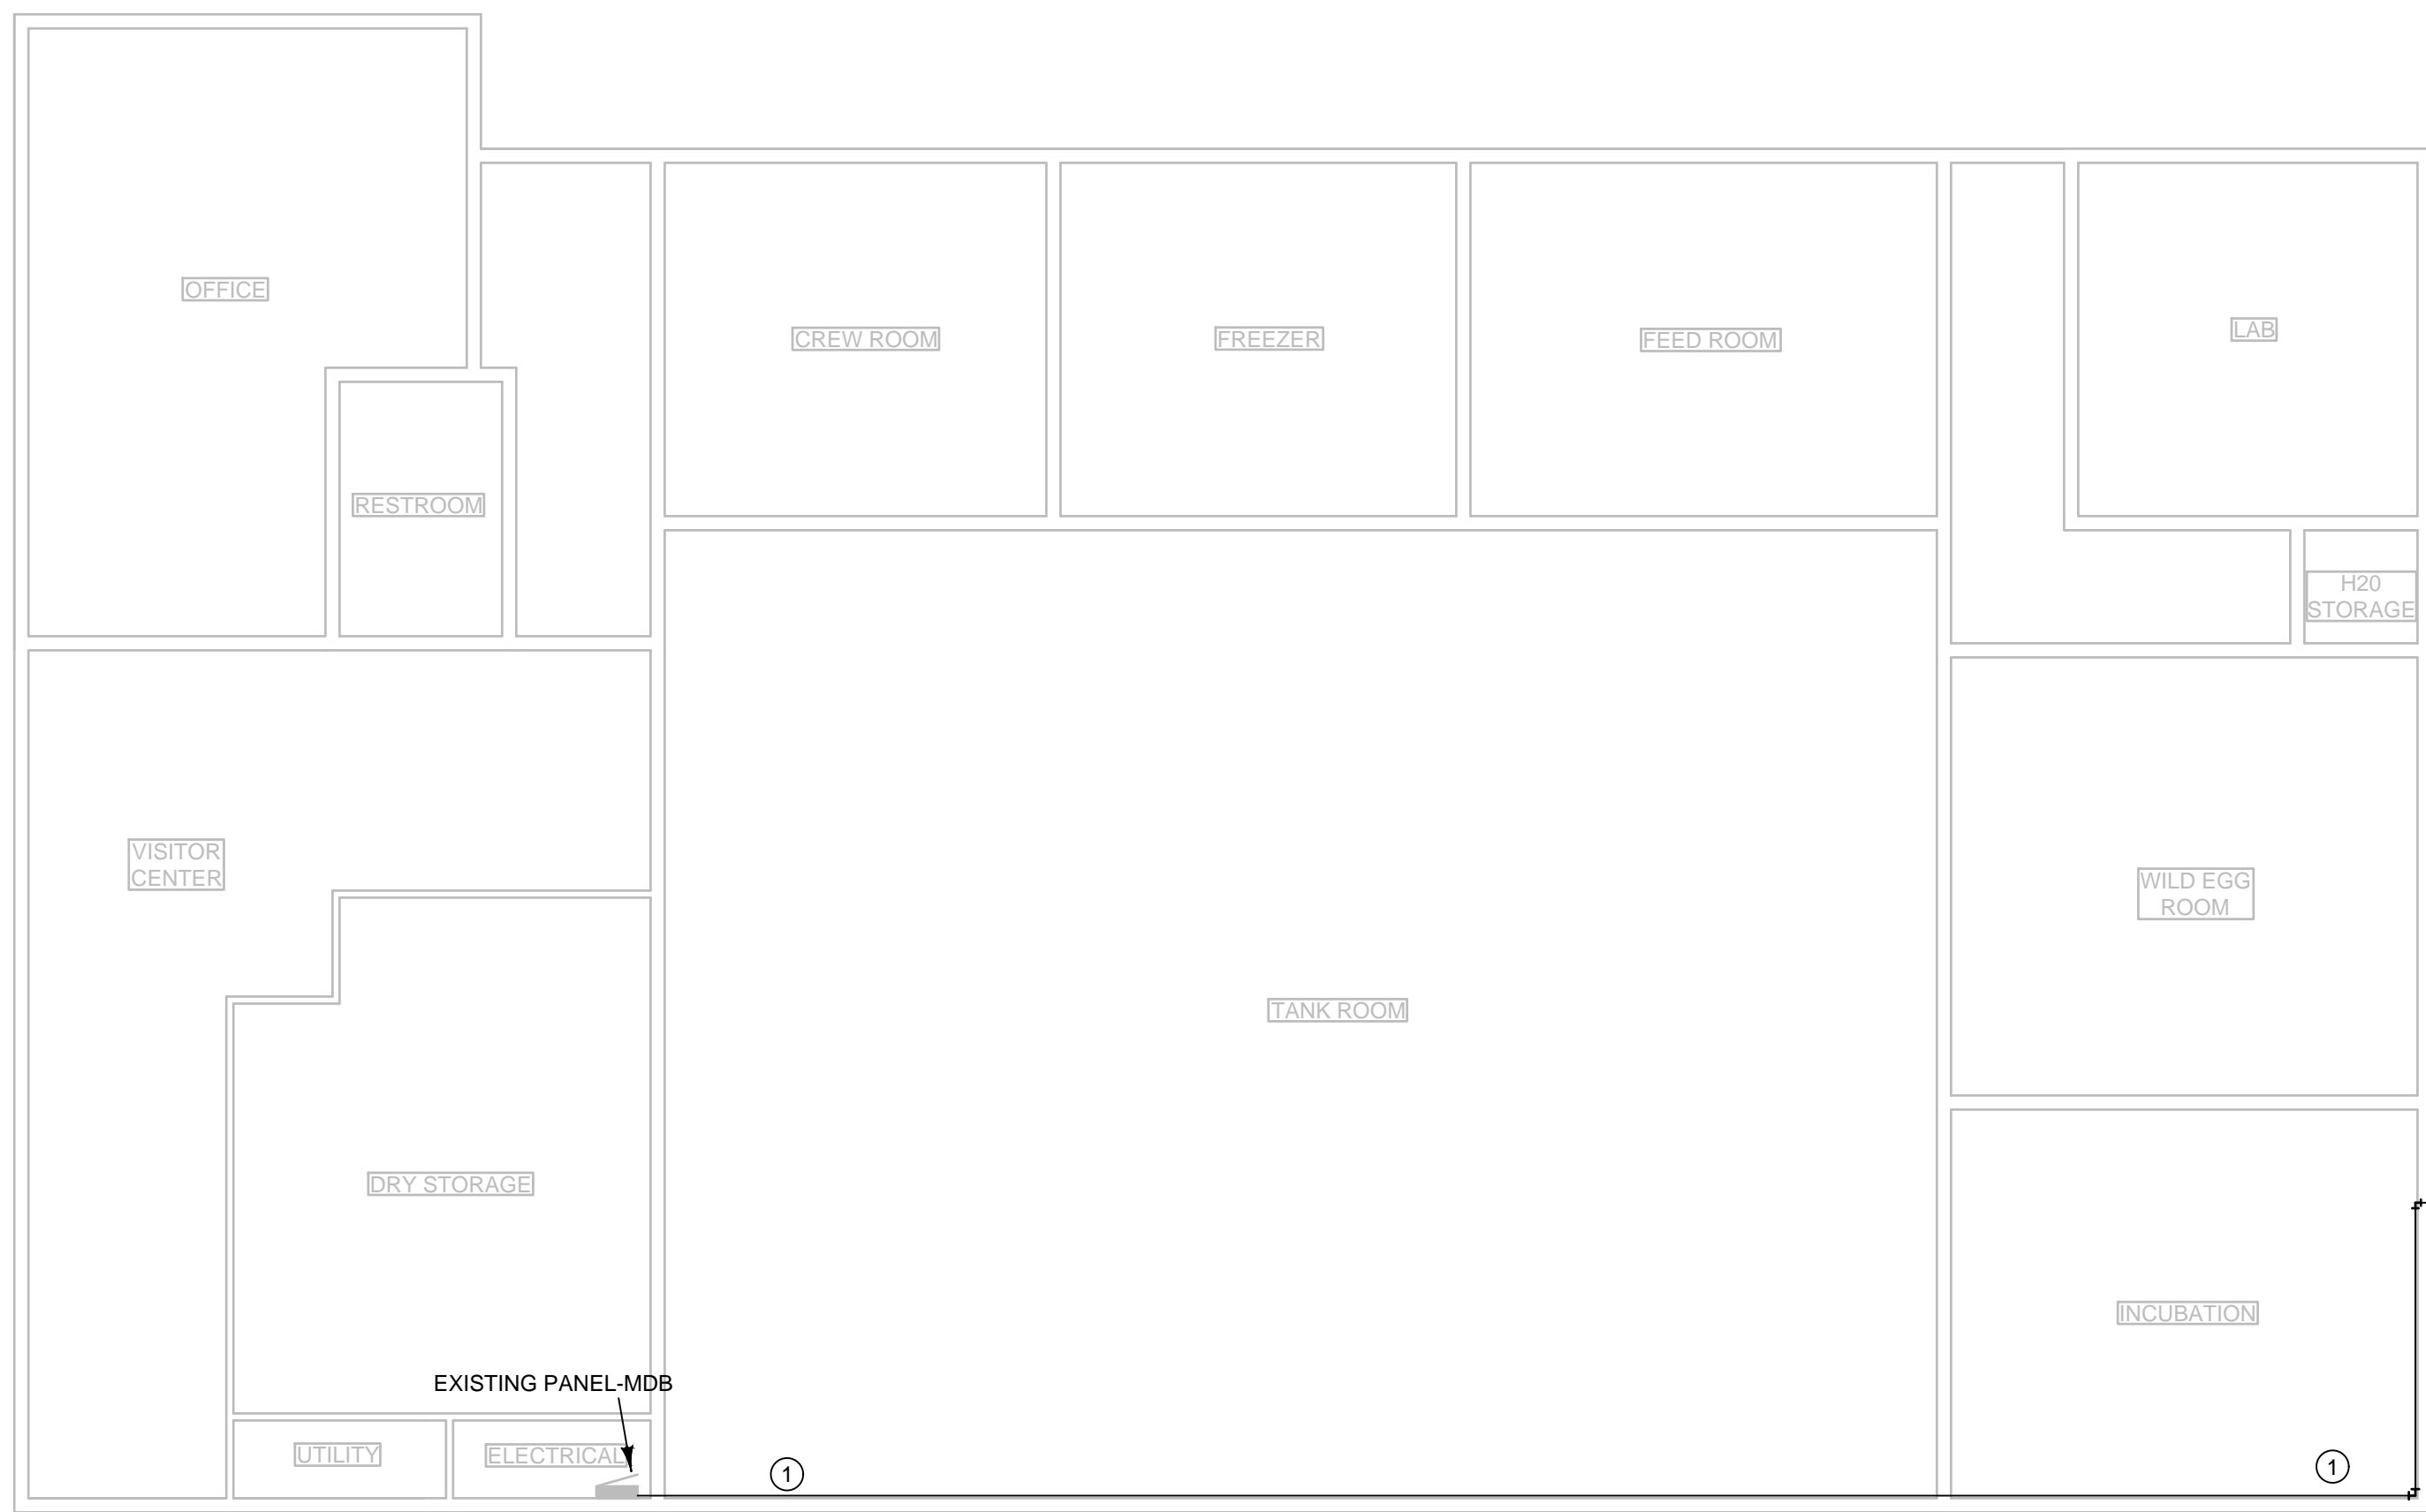 OFFICE
CREW ROOM
FREEZER
FEED ROOM
LAB
RESTROOM
H20
STORAGE
VISITOR
CENTER
WILD EGG
ROOM
TANK ROOM
DRY STORAGE
INCUBATION
EXISTING PANEL-MDB
UTILITY
ELECTRICAL
1
1